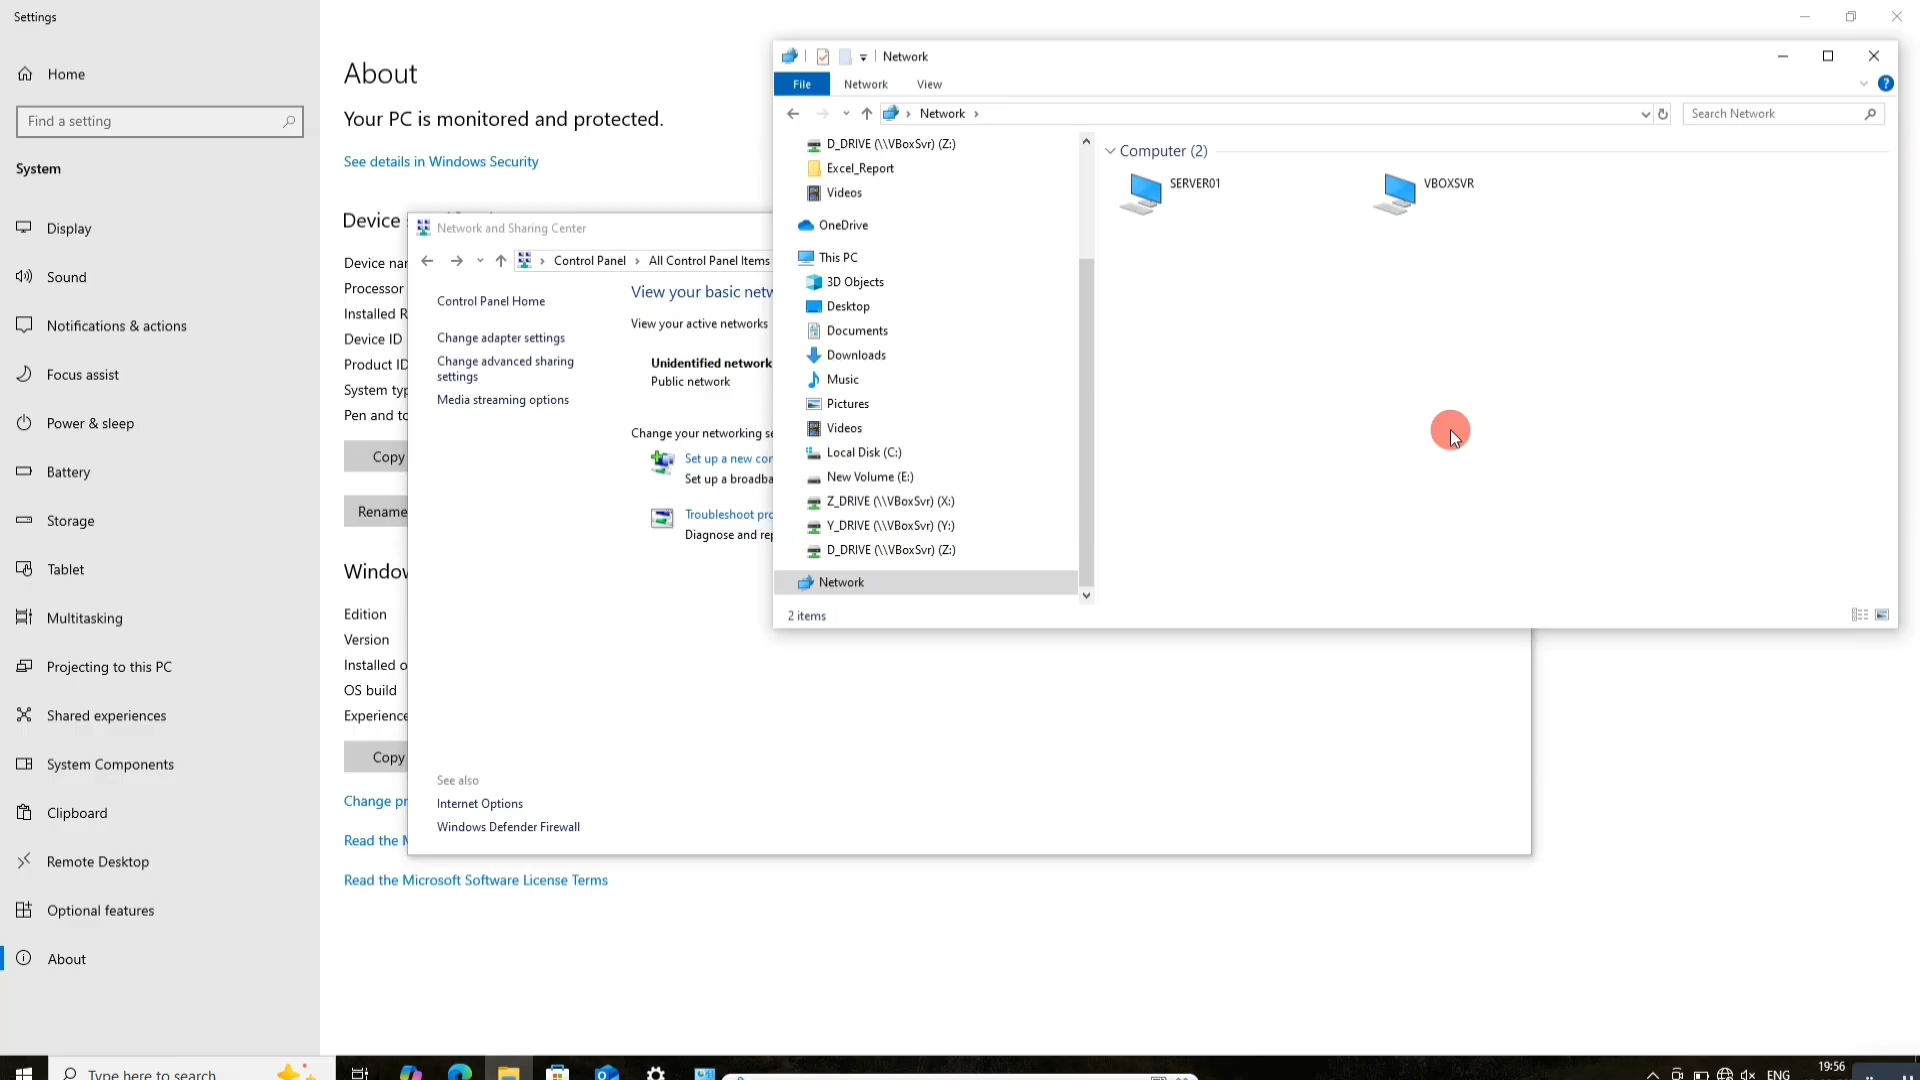 Settings
Home
Find a setting
System
Display
Sound
Notifications & actions
Focus assist
Power & sleep
Battery
Storage
Tablet
Multitasking
Projecting to this PC
Shared experiences
System Components
Clipboard
Remote Desktop
Optional features
About
About
Your PC is monitored and protected.
See details in Windows Security
Device
Device nar
Processor
Installed R
Device ID
Product ID
System typ
Pen and to
Copy
Rename
Window
Edition
Version
Installed o
OS build
Experience
Copy
Change pr
Read the M
Read the Microsoft Software License Terms
Network and Sharing Center
Control Panel
All Control Panel Items
Control Panel Home
Change adapter settings
Change advanced sharing
settings
Media streaming options
View your basic netw
View your active networks
Unidentified network
Public network
Change your networking se
Set up a new con
Set up a broadba
Troubleshoot pro
Diagnose and rep
See also
Internet Options
Windows Defender Firewall
Network
File
Network
View
Network
Search Network
D_DRIVE (\\VBoxSvr) (Z:)
Excel_Report
Videos
OneDrive
This PC
3D Objects
Desktop
Documents
Downloads
Music
Pictures
Videos
Local Disk (C:)
New Volume (E:)
Z_DRIVE (\\VBoxSvr) (X:)
Y_DRIVE (\\VBoxSvr) (Y:)
D_DRIVE (\\VBoxSvr) (Z:)
Network
Computer (2)
SERVER01
VBOXSVR
2 items
Type here to search
ENG
19:56